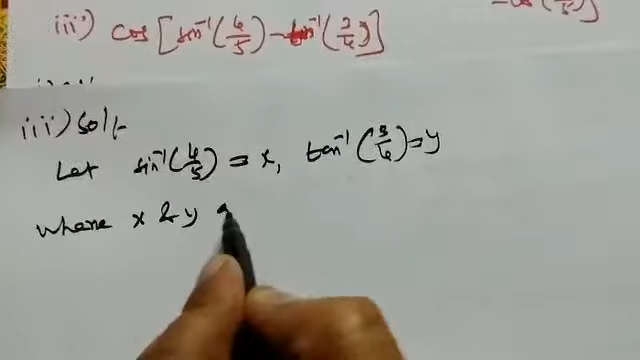 iii) cos [sin⁻¹(4/5) - tan⁻¹(3/4)]
iii) Sol:-
Let sin⁻¹(4/5) = x, tan⁻¹(3/4) = y
where x & y